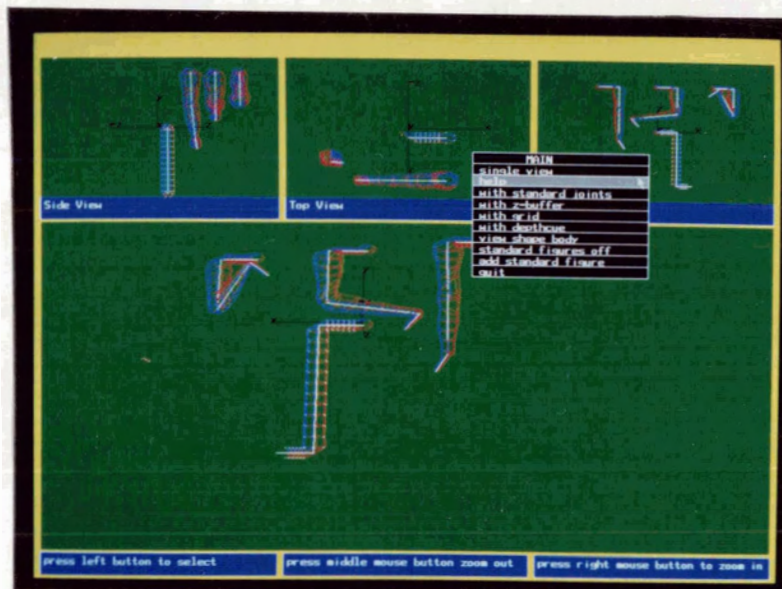 Side View
Top View
MAIN
single view
help
with standard joints
with z-buffer
with grid
with depthcue
view shape body
standard figures off
add standard figure
quit
press left button to select
press middle mouse button zoom out
press right mouse button to zoom in